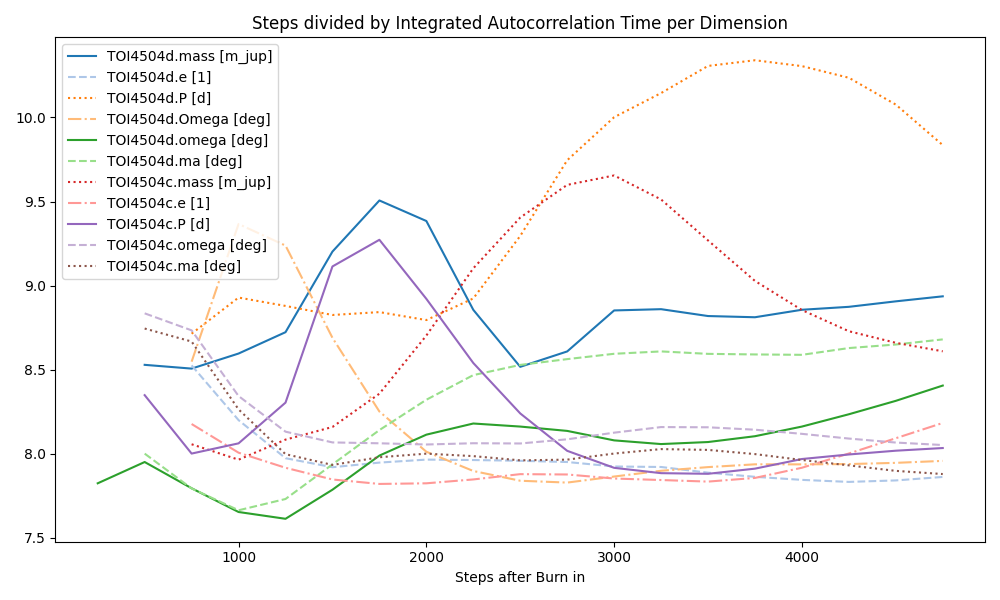 Steps divided by Integrated Autocorrelation Time per Dimension
TOI4504d.mass [m_jup]
TOI4504d.e [1]
TOI4504d.P [d]
TOI4504d.Omega [deg]
TOI4504d.omega [deg]
TOI4504d.ma [deg]
TOI4504c.mass [m_jup]
TOI4504c.e [1]
TOI4504c.P [d]
TOI4504c.omega [deg]
TOI4504c.ma [deg]
10.0
9.5
9.0
8.5
8.0
7.5
1000 2000 3000 4000
Steps after Burn in